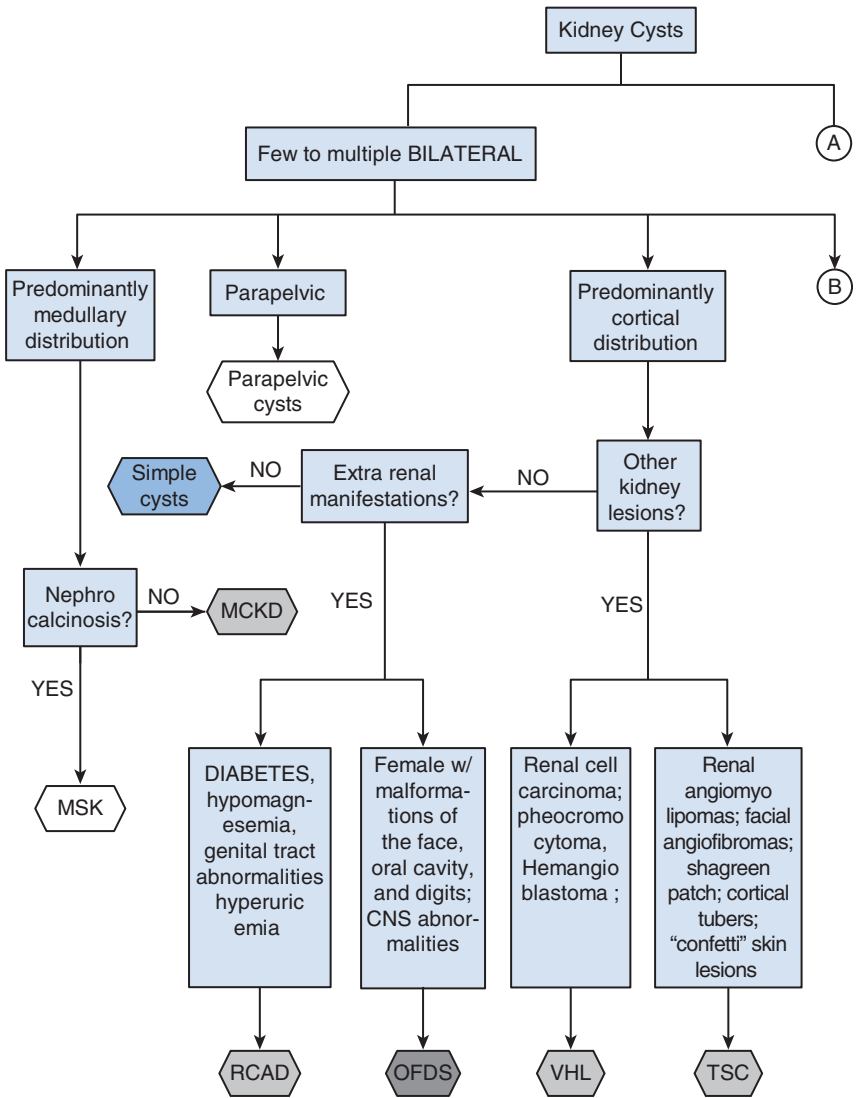 Kidney Cysts
A
Few to multiple BILATERAL
Predominantly
medullary
distribution
Parapelvic
Predominantly
cortical
distribution
B
Parapelvic
cysts
Simple
cysts
NO
Extra renal
manifestations?
NO
Other
kidney
lesions?
Nephro
calcinosis?
NO
MCKD
YES
YES
YES
MSK
DIABETES,
hypomagn-
esemia,
genital tract
abnormalities
hyperuric
emia
Female w/
malforma-
tions of
the face,
oral cavity,
and digits;
CNS abnor-
malities
Renal cell
carcinoma;
pheocromo
cytoma,
Hemangio
blastoma ;
Renal
angiomyo
lipomas; facial
angiofibromas;
shagreen
patch; cortical
tubers;
“confetti” skin
lesions
RCAD
OFDS
VHL
TSC